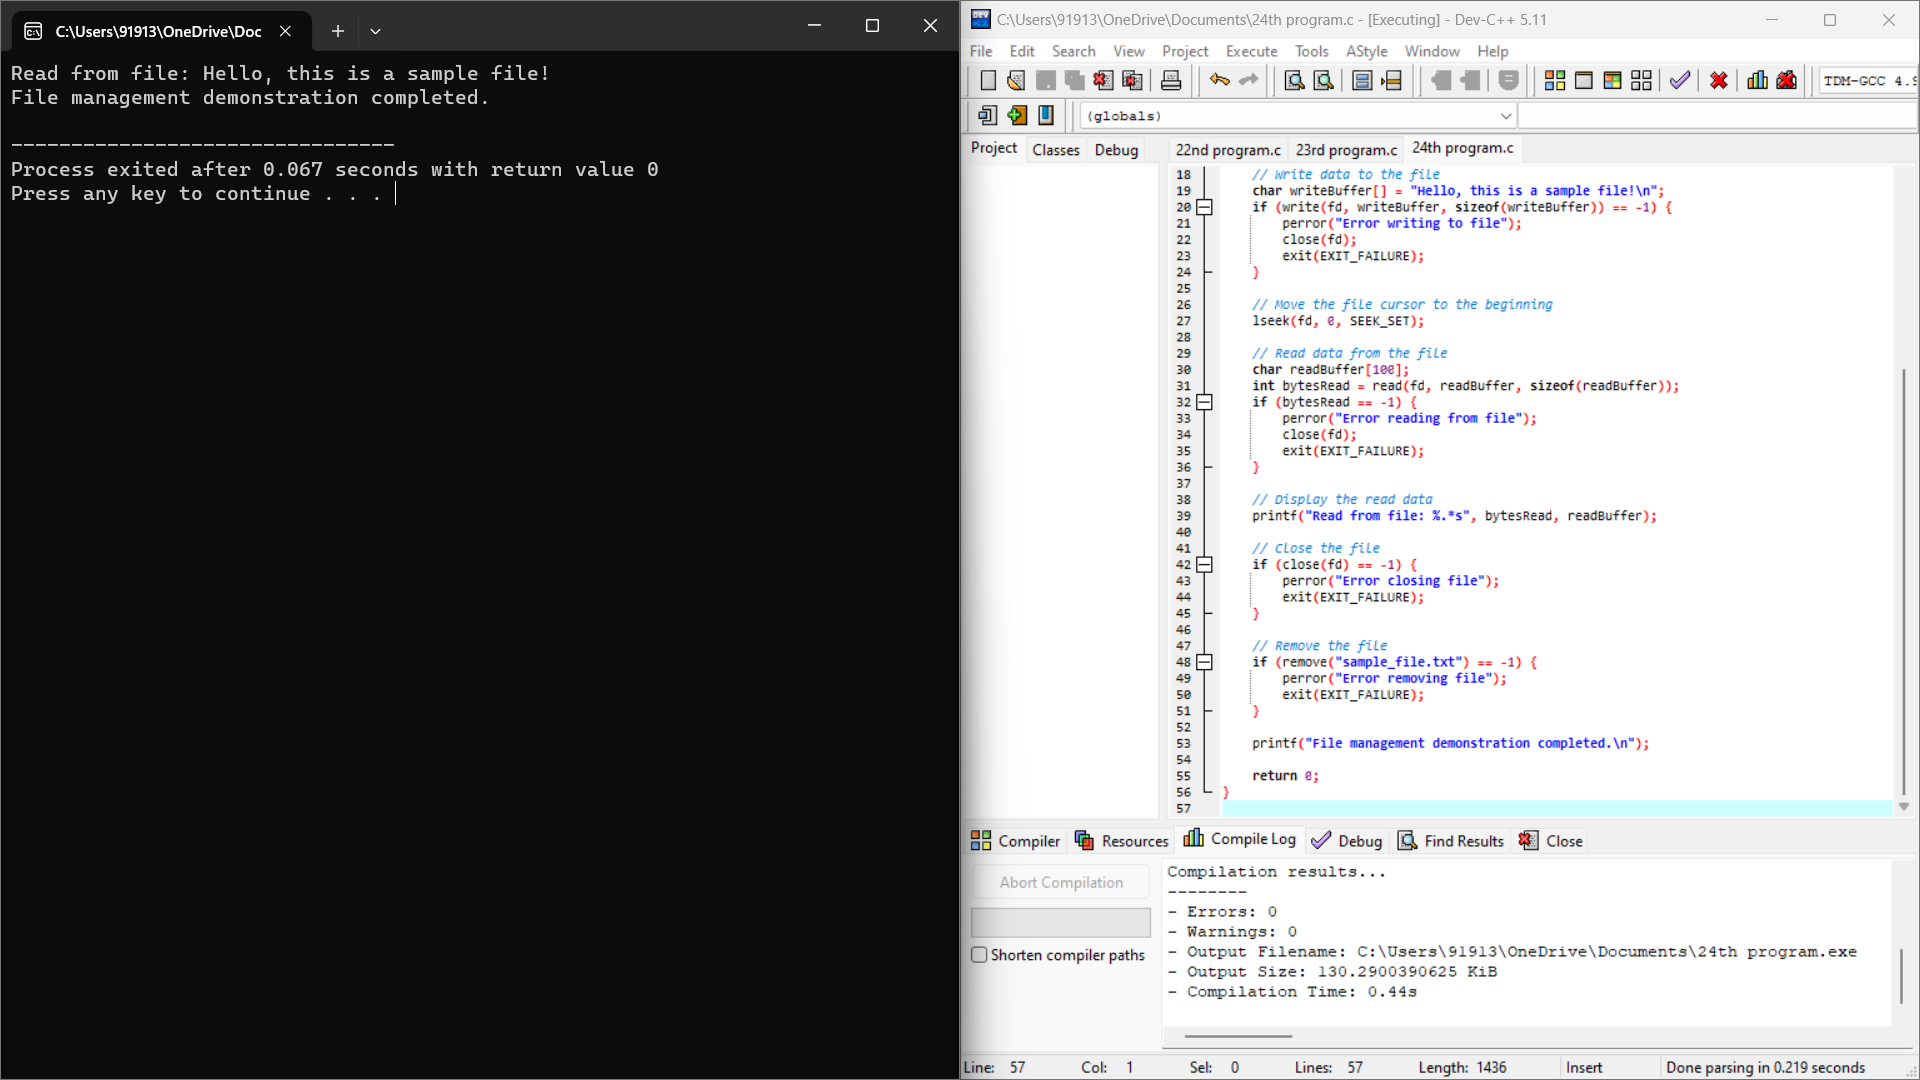 C:\Users\91913\OneDrive\Doc
Read from file: Hello, this is a sample file!
File management demonstration completed.
--------------------------------
Process exited after 0.067 seconds with return value 0
Press any key to continue . . .
C:\Users\91913\OneDrive\Documents\24th program.c - [Executing] - Dev-C++ 5.11
File Edit Search View Project Execute Tools AStyle Window Help
TDM-GCC 4.9
(globals)
Project Classes Debug
22nd program.c 23rd program.c 24th program.c
18 // Write data to the file
19 char writeBuffer[] = "Hello, this is a sample file!\n";
20 if (write(fd, writeBuffer, sizeof(writeBuffer)) == -1) {
21 perror("Error writing to file");
22 close(fd);
23 exit(EXIT_FAILURE);
24 }
25
26 // Move the file cursor to the beginning
27 lseek(fd, 0, SEEK_SET);
28
29 // Read data from the file
30 char readBuffer[100];
31 int bytesRead = read(fd, readBuffer, sizeof(readBuffer));
32 if (bytesRead == -1) {
33 perror("Error reading from file");
34 close(fd);
35 exit(EXIT_FAILURE);
36 }
37
38 // Display the read data
39 printf("Read from file: %.*s", bytesRead, readBuffer);
40
41 // Close the file
42 if (close(fd) == -1) {
43 perror("Error closing file");
44 exit(EXIT_FAILURE);
45 }
46
47 // Remove the file
48 if (remove("sample_file.txt") == -1) {
49 perror("Error removing file");
50 exit(EXIT_FAILURE);
51 }
52
53 printf("File management demonstration completed.\n");
54
55 return 0;
56 }
57
Compiler Resources Compile Log Debug Find Results Close
Abort Compilation
Shorten compiler paths
Compilation results...
--------
- Errors: 0
- Warnings: 0
- Output Filename: C:\Users\91913\OneDrive\Documents\24th program.exe
- Output Size: 130.2900390625 KiB
- Compilation Time: 0.44s
Line: 57 Col: 1 Sel: 0 Lines: 57 Length: 1436 Insert Done parsing in 0.219 seconds